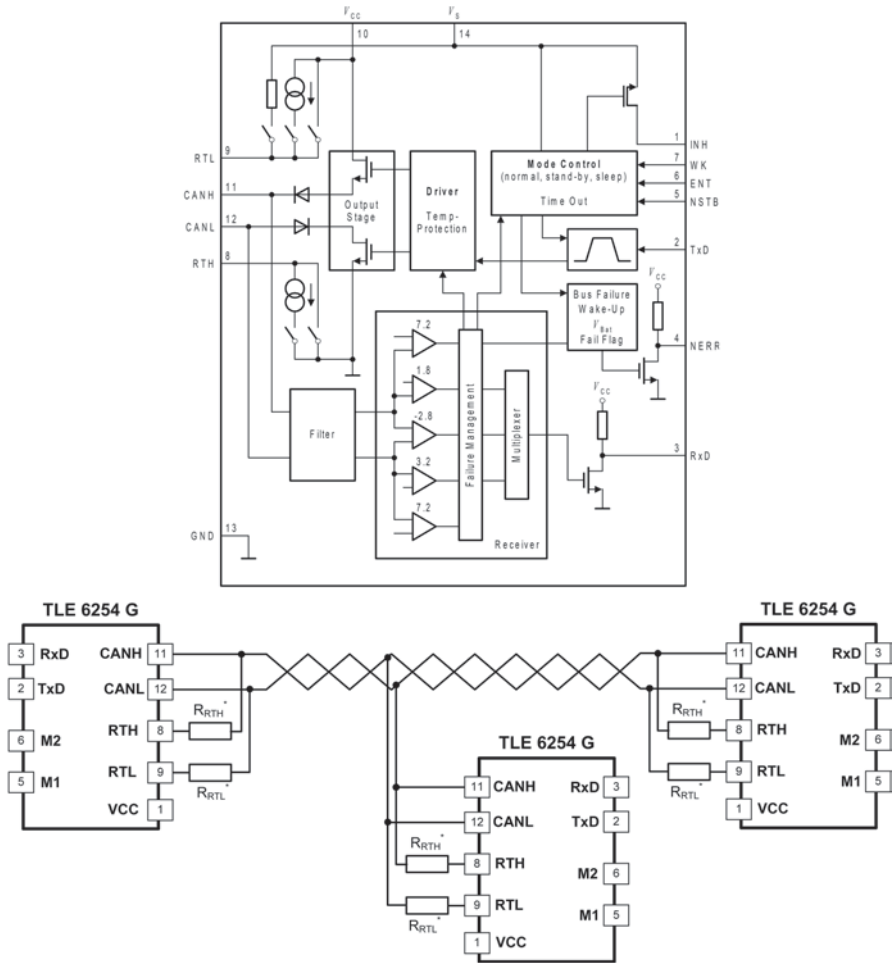 VCC VS
10 14
RTL 9
CANH 11
CANL 12
RTH 8
GND 13
Output
Stage
Driver
Temp-
Protection
Mode Control
(normal, stand-by, sleep)
Time Out
1 INH
7 WK
6 ENT
5 NSTB
2 TxD
Bus Failure
Wake-Up
VBat
Fail Flag
VCC
4 NERR
VCC
3 RxD
Filter
7.2
1.8
-2.8
3.2
7.2
Failure Management
Multiplexer
Receiver
TLE 6254 G
3 RxD CANH 11
2 TxD CANL 12
6 M2 RTH 8
5 M1 RTL 9
VCC 1
RRTH*
RRTL*
TLE 6254 G
11 CANH RxD 3
12 CANL TxD 2
8 RTH M2 6
9 RTL M1 5
1 VCC
RRTH*
RRTL*
TLE 6254 G
11 CANH RxD 3
12 CANL TxD 2
8 RTH M2 6
9 RTL M1 5
1 VCC
RRTH*
RRTL*